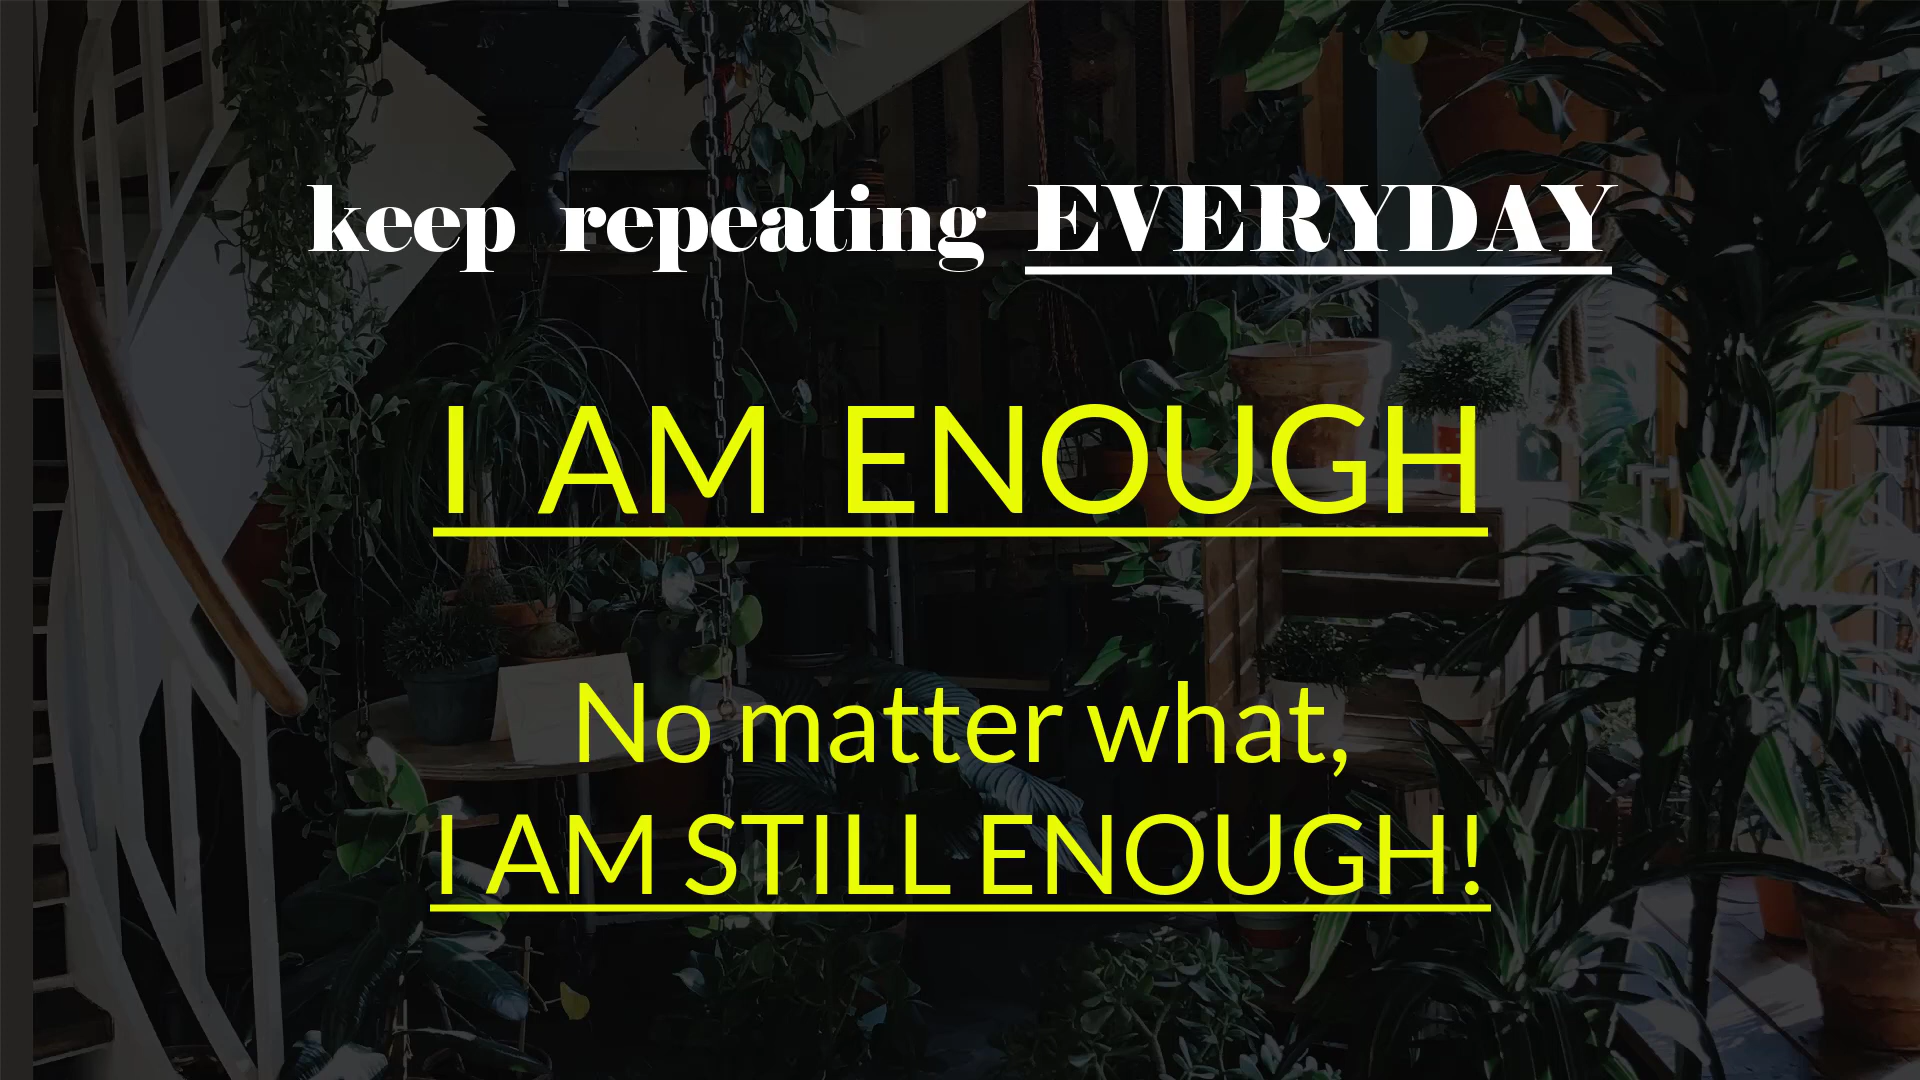 keep repeating EVERYDAY
I AM ENOUGH
No matter what,
I AM STILL ENOUGH!